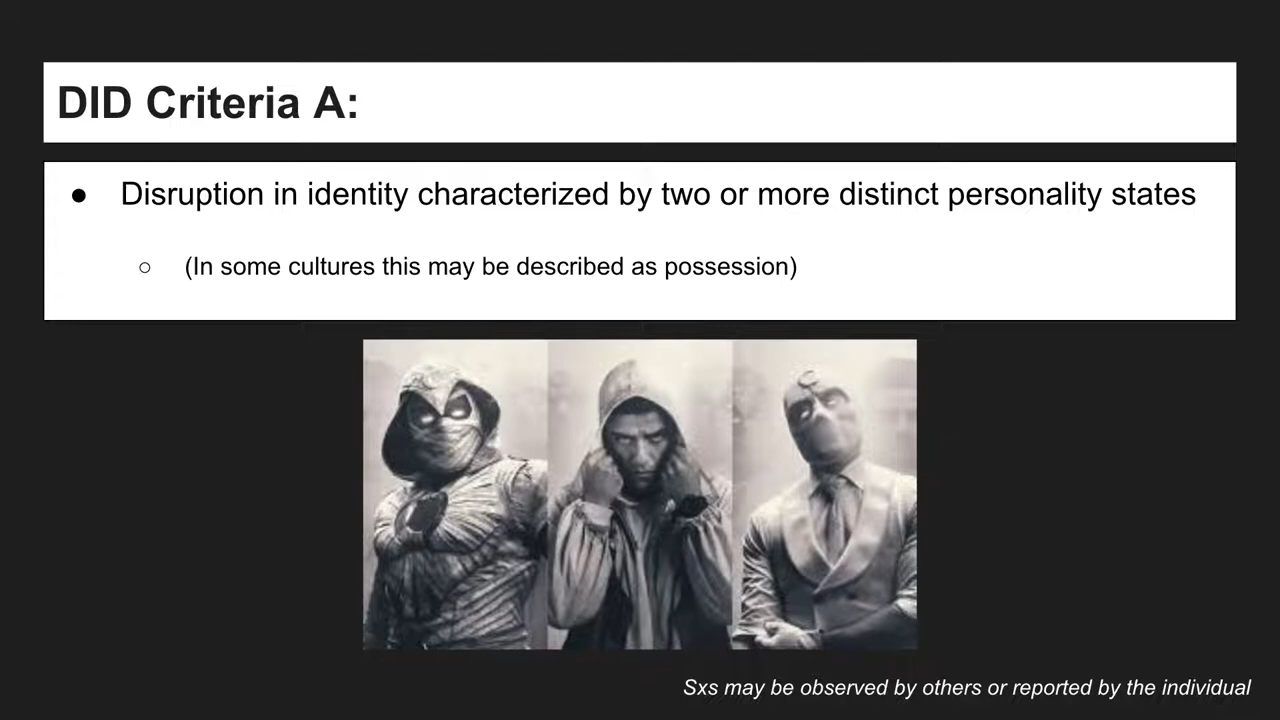 DID Criteria A:
● Disruption in identity characterized by two or more distinct personality states
○ (In some cultures this may be described as possession)
Sxs may be observed by others or reported by the individual